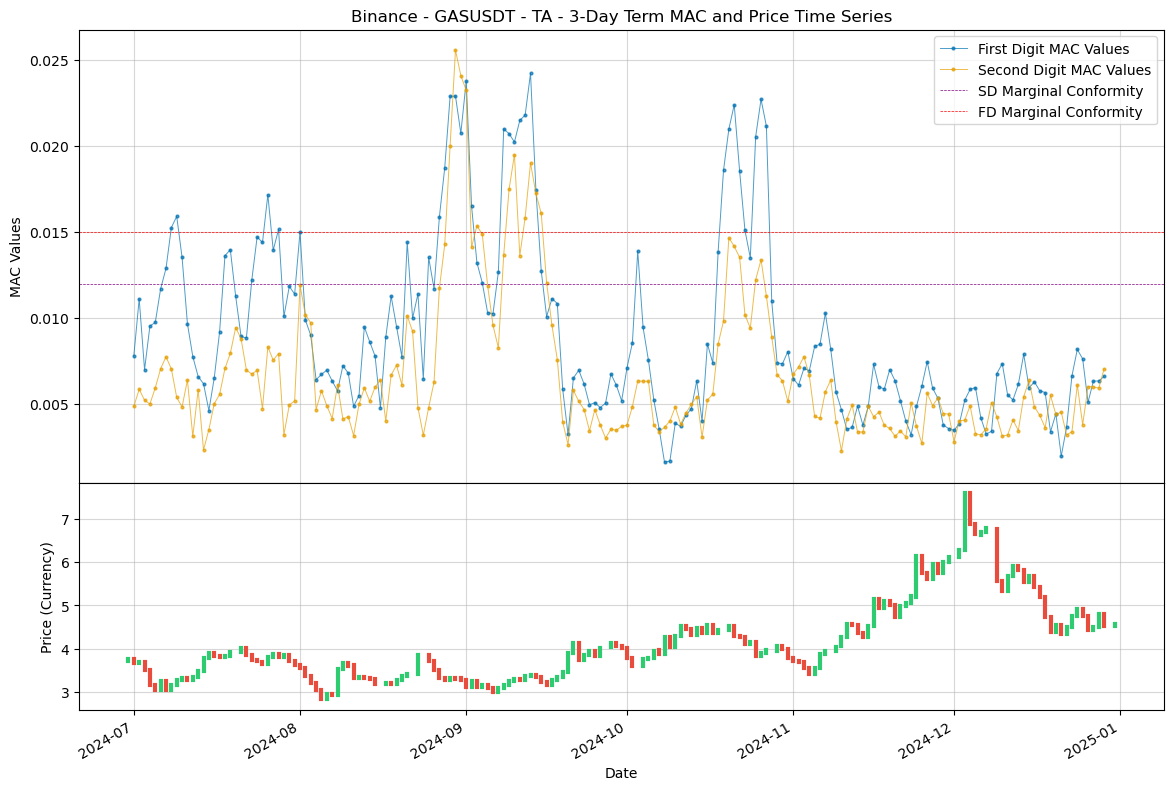 Binance - GASUSDT - TA - 3-Day Term MAC and Price Time Series
First Digit MAC Values
Second Digit MAC Values
SD Marginal Conformity
FD Marginal Conformity
MAC Values
0.025
0.020
0.015
0.010
0.005
Price (Currency)
7
6
5
4
3
2024-07
2024-08
2024-09
2024-10
2024-11
2024-12
2025-01
Date